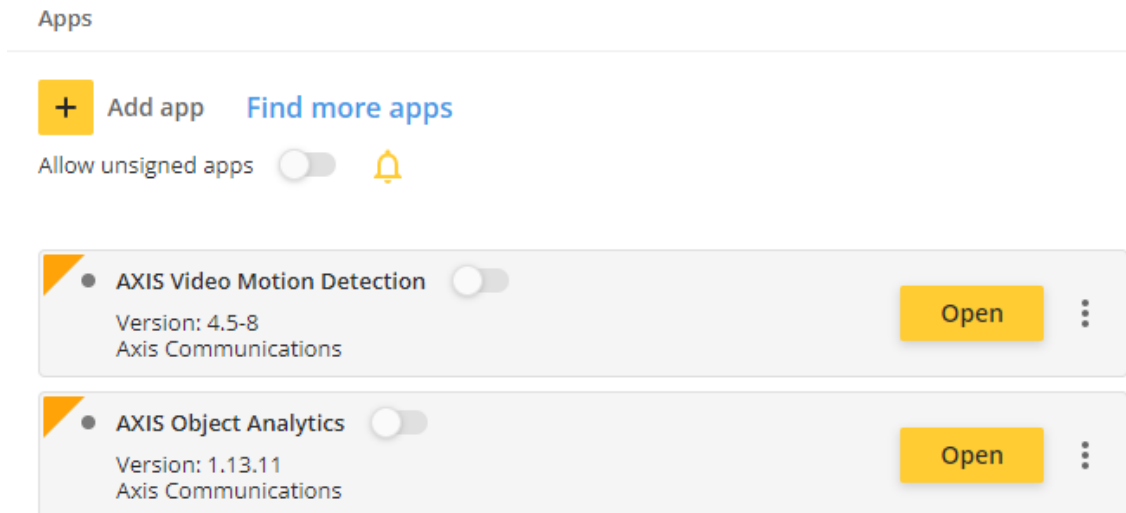 Apps
+ Add app Find more apps
Allow unsigned apps
AXIS Video Motion Detection
Version: 4.5-8
Axis Communications
Open
AXIS Object Analytics
Version: 1.13.11
Axis Communications
Open